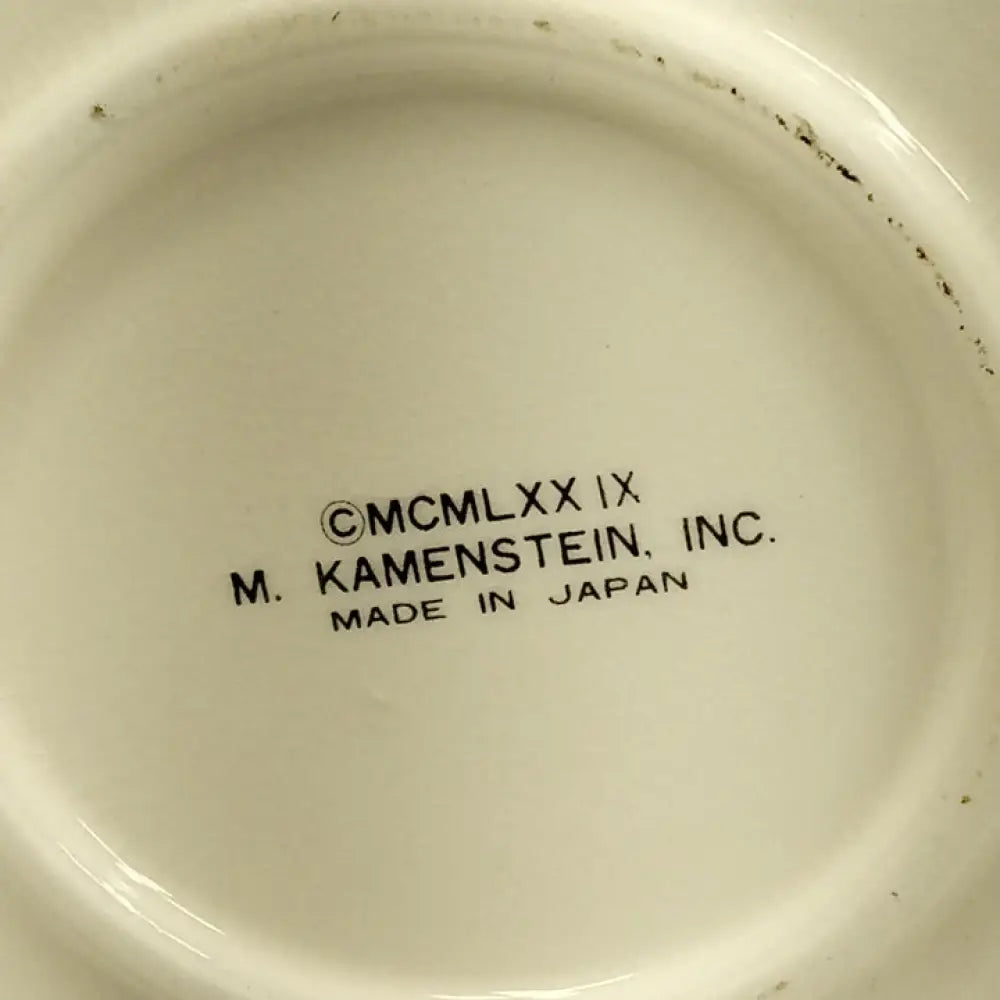 ©MCMLXX IX
M. KAMENSTEIN, INC.
MADE IN JAPAN